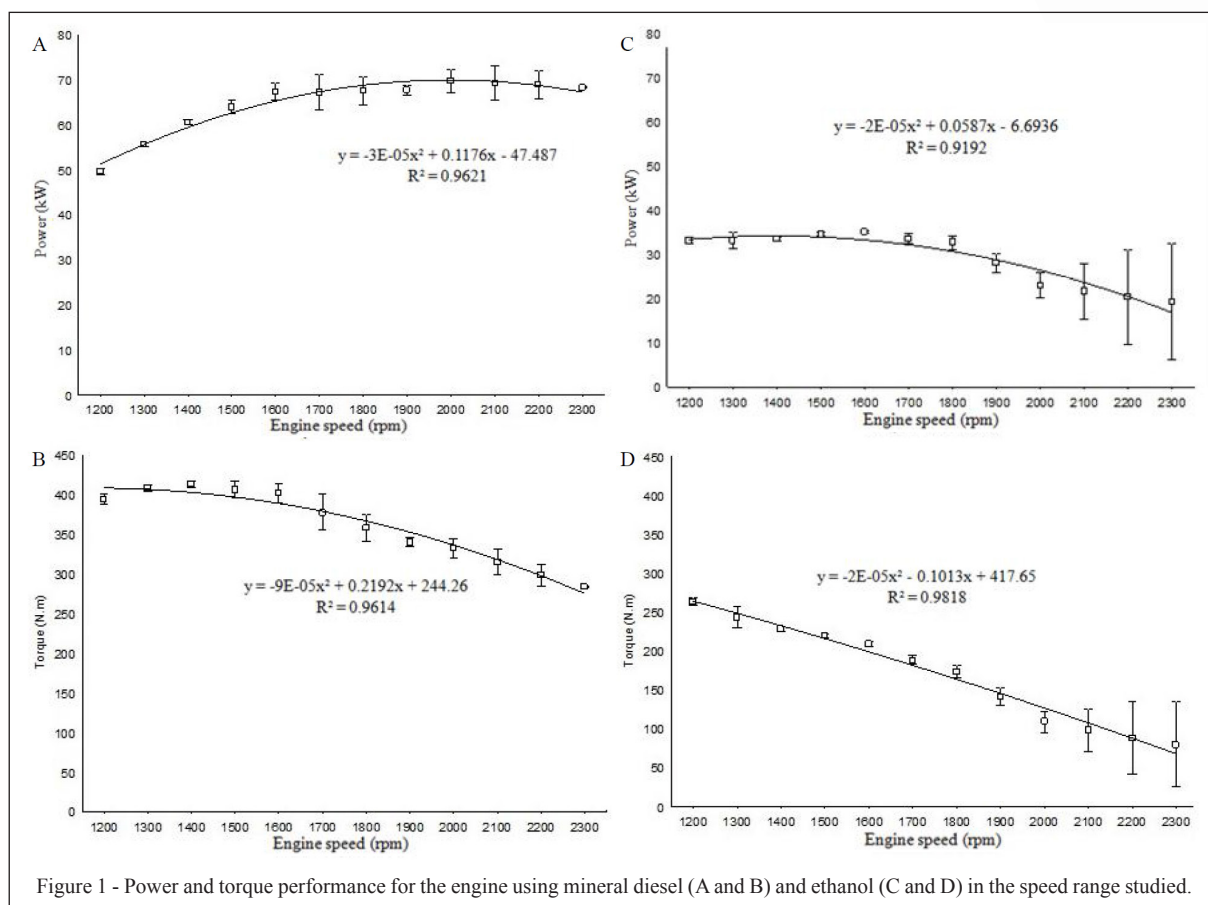 A
80
70
60
50
40
30
20
10
0
Power (kW)
y = -3E-05x² + 0.1176x - 47.487
R² = 0.9621
1200 1300 1400 1500 1600 1700 1800 1900 2000 2100 2200 2300
Engine speed (rpm)
C
80
70
60
50
40
30
20
10
0
Power (kW)
y = -2E-05x² + 0.0587x - 6.6936
R² = 0.9192
1200 1300 1400 1500 1600 1700 1800 1900 2000 2100 2200 2300
Engine speed (rpm)
B
450
400
350
300
250
200
150
100
50
0
Torque (N.m)
y = -9E-05x² + 0.2192x + 244.26
R² = 0.9614
1200 1300 1400 1500 1600 1700 1800 1900 2000 2100 2200 2300
Engine speed (rpm)
D
450
400
350
300
250
200
150
100
50
0
Torque (N.m)
y = -2E-05x² - 0.1013x + 417.65
R² = 0.9818
1200 1300 1400 1500 1600 1700 1800 1900 2000 2100 2200 2300
Engine speed (rpm)
Figure 1 - Power and torque performance for the engine using mineral diesel (A and B) and ethanol (C and D) in the speed range studied.